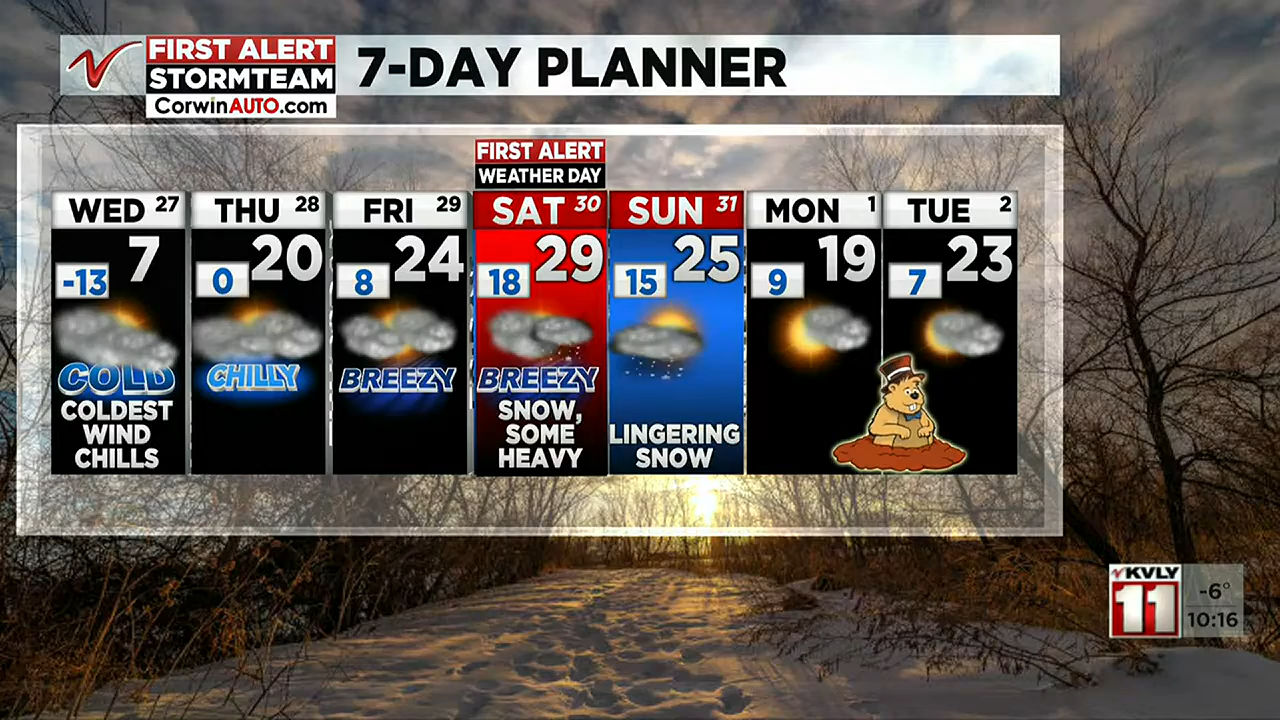 FIRST ALERT
STORMTEAM
CorwinAUTO.com
7-DAY PLANNER
FIRST ALERT
WEATHER DAY
WED 27
7
-13
COLD
COLDEST
WIND
CHILLS
THU 28
20
0
CHILLY
FRI 29
24
8
BREEZY
SAT 30
29
18
BREEZY
SNOW,
SOME
HEAVY
SUN 31
25
15
LINGERING
SNOW
MON 1
19
9
TUE 2
23
7
KVLY
11
-6°
10:16